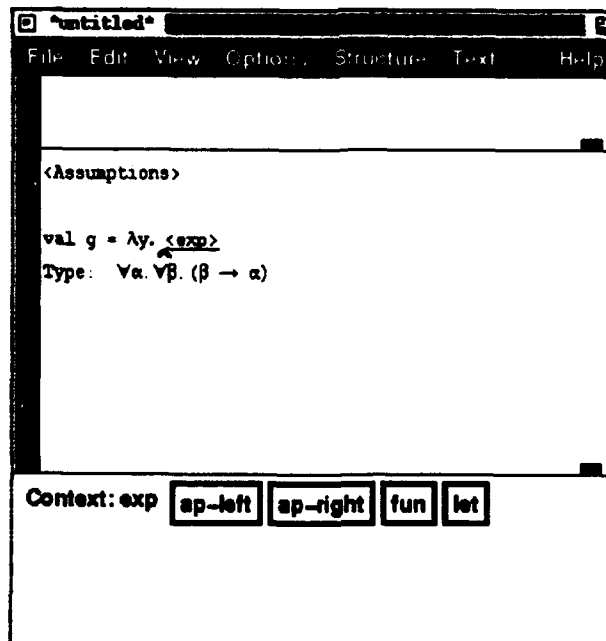 *untitled*
File Edit View Options Structure Text Help
<Assumptions>
val g = λy. <exp>
Type: ∀α.∀β.(β → α)
Context: exp ap-left ap-right fun let